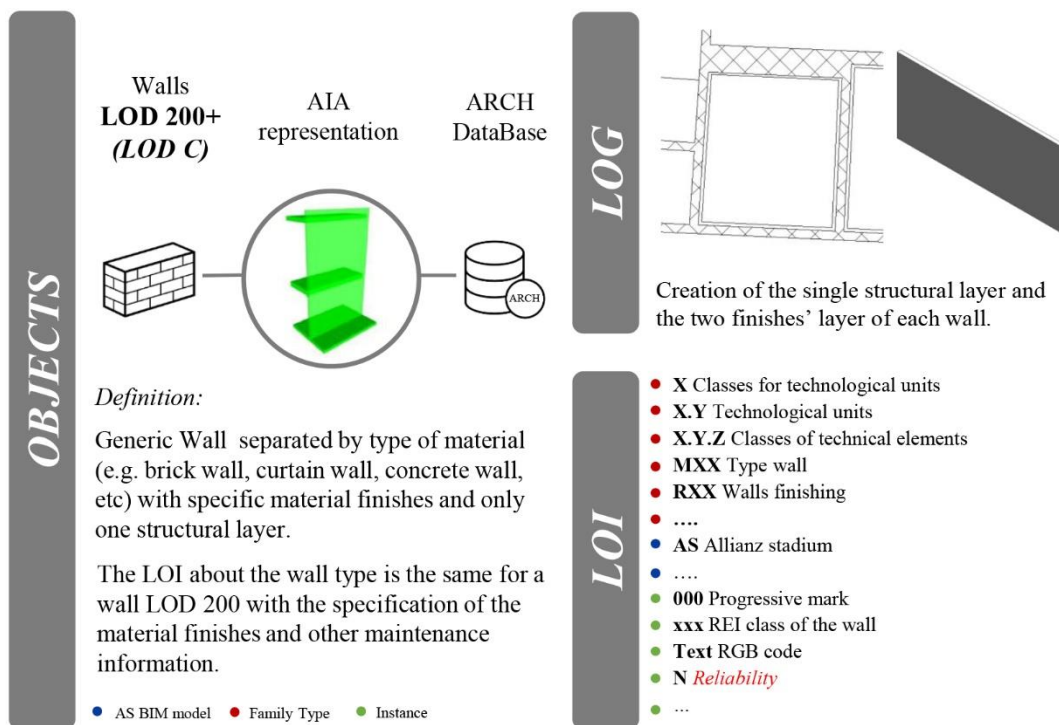 OBJECTS
Walls
LOD 200+
(LOD C)
AIA
representation
ARCH
DataBase
ARCH
Definition:
Generic Wall separated by type of material
(e.g. brick wall, curtain wall, concrete wall,
etc) with specific material finishes and only
one structural layer.
The LOI about the wall type is the same for a
wall LOD 200 with the specification of the
material finishes and other maintenance
information.
AS BIM model
Family Type
Instance
LOG
Creation of the single structural layer and
the two finishes’ layer of each wall.
LOI
X Classes for technological units
X.Y Technological units
X.Y.Z Classes of technical elements
MXX Type wall
RXX Walls finishing
....
AS Allianz stadium
....
000 Progressive mark
xxx REI class of the wall
Text RGB code
N Reliability
...